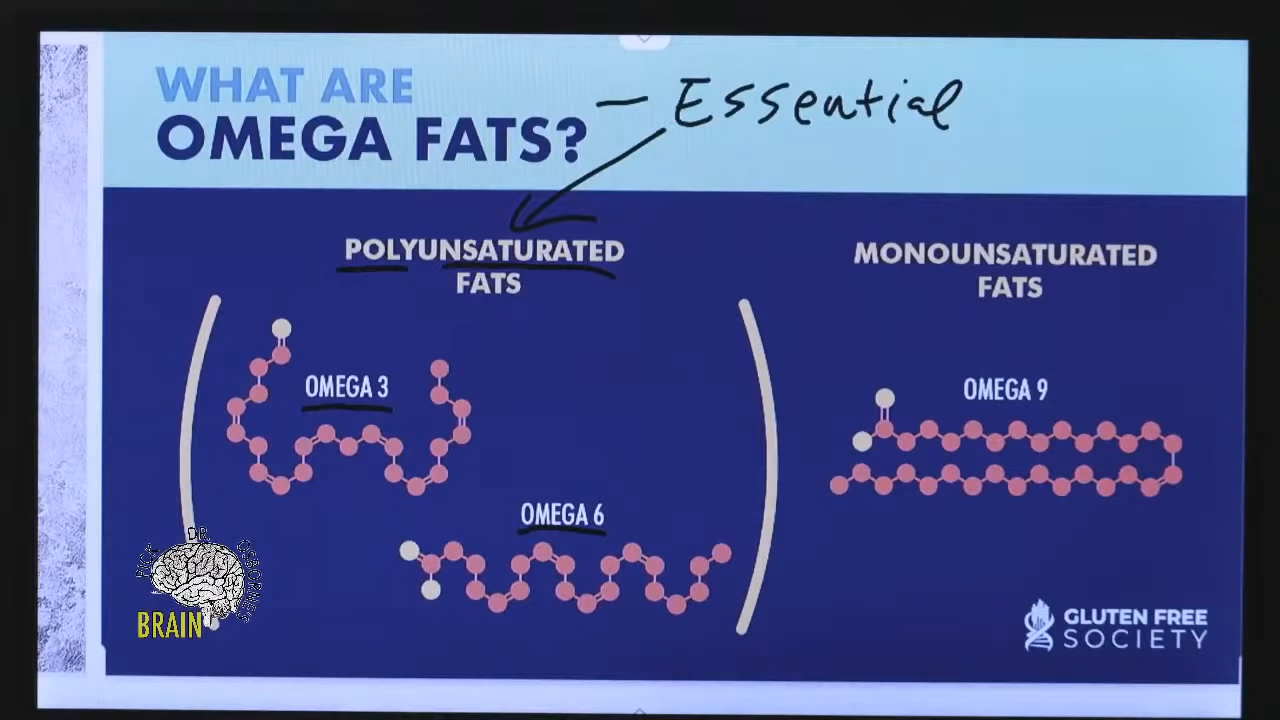 WHAT ARE
OMEGA FATS?
— Essential
POLYUNSATURATED
FATS
MONOUNSATURATED
FATS
OMEGA 3
OMEGA 9
OMEGA 6
DR
BRAIN
GLUTEN FREE
SOCIETY